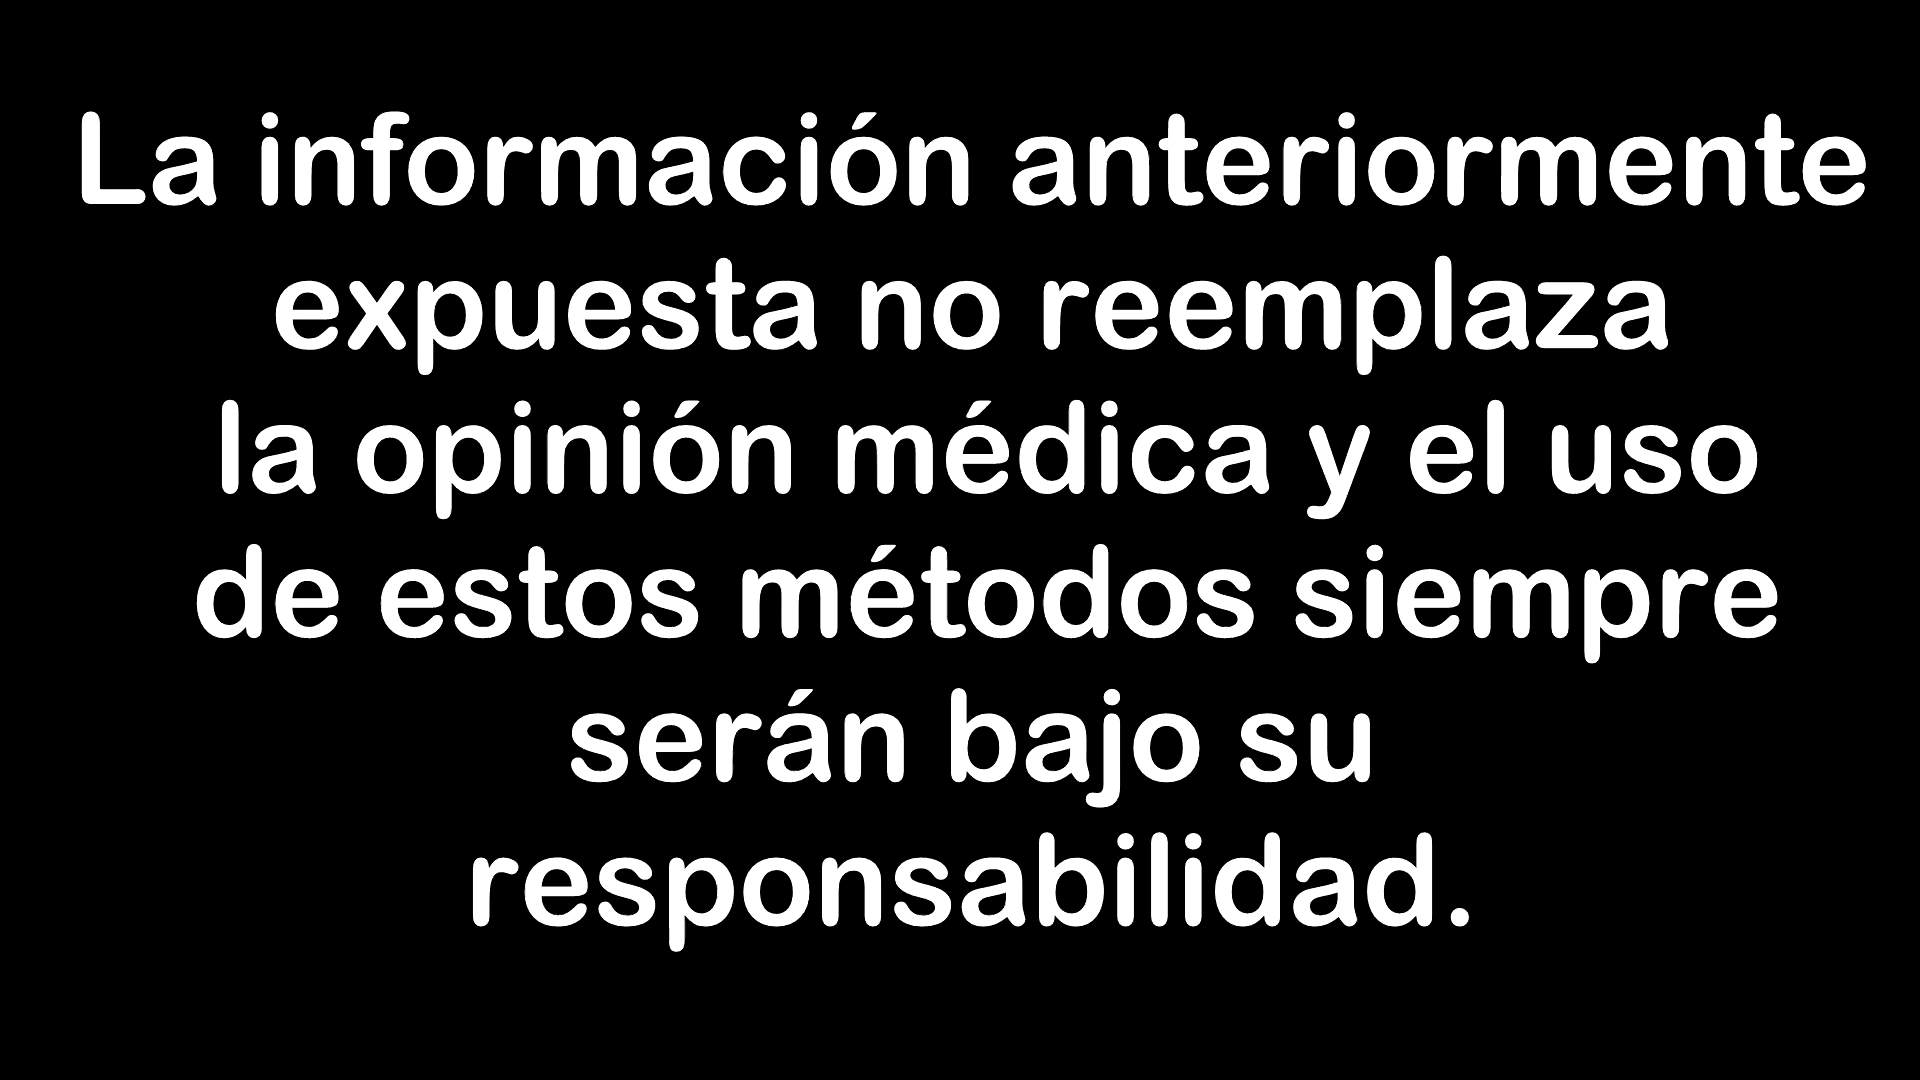 La información anteriormente
expuesta no reemplaza
la opinión médica y el uso
de estos métodos siempre
serán bajo su
responsabilidad.